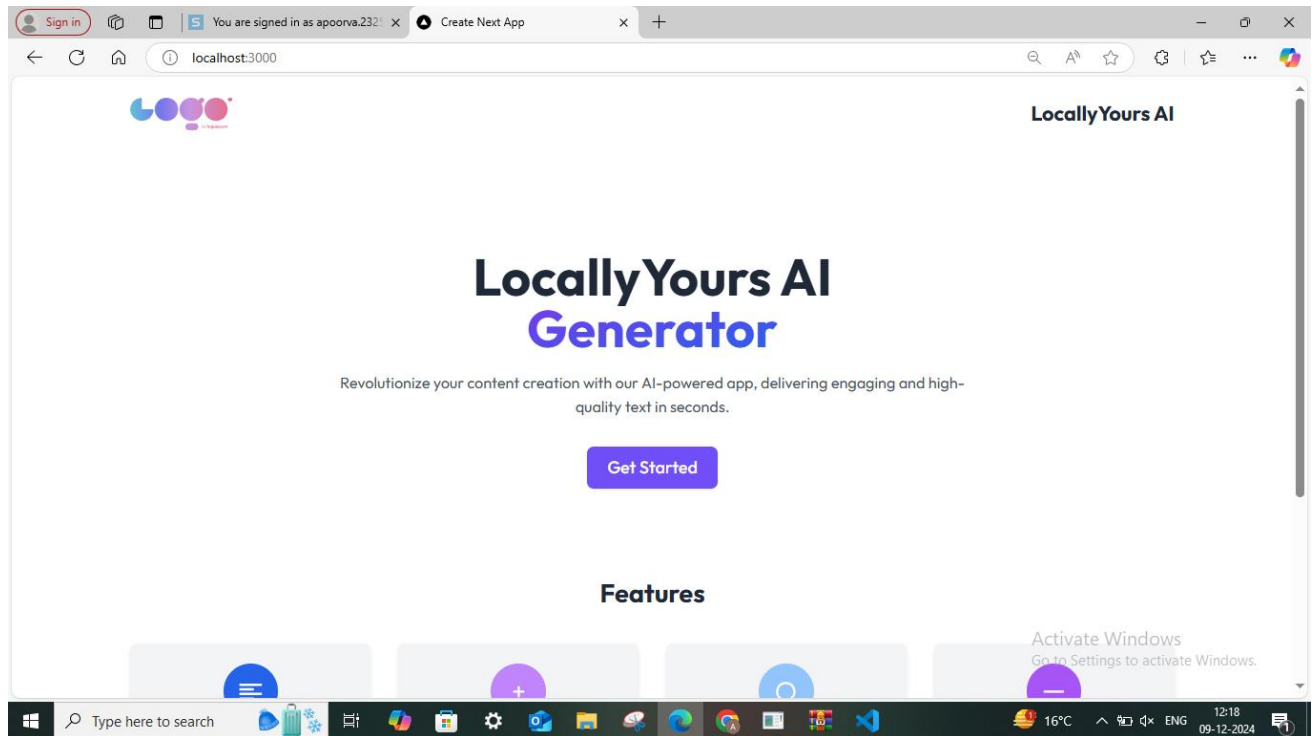 Sign in
You are signed in as apoorva.232
Create Next App
localhost:3000
LOGO
LocallyYours AI
LocallyYours AI
Generator
Revolutionize your content creation with our AI-powered app, delivering engaging and high-
quality text in seconds.
Get Started
Features
Activate Windows
Go to Settings to activate Windows.
Type here to search
16°C
ENG
12:18
09-12-2024